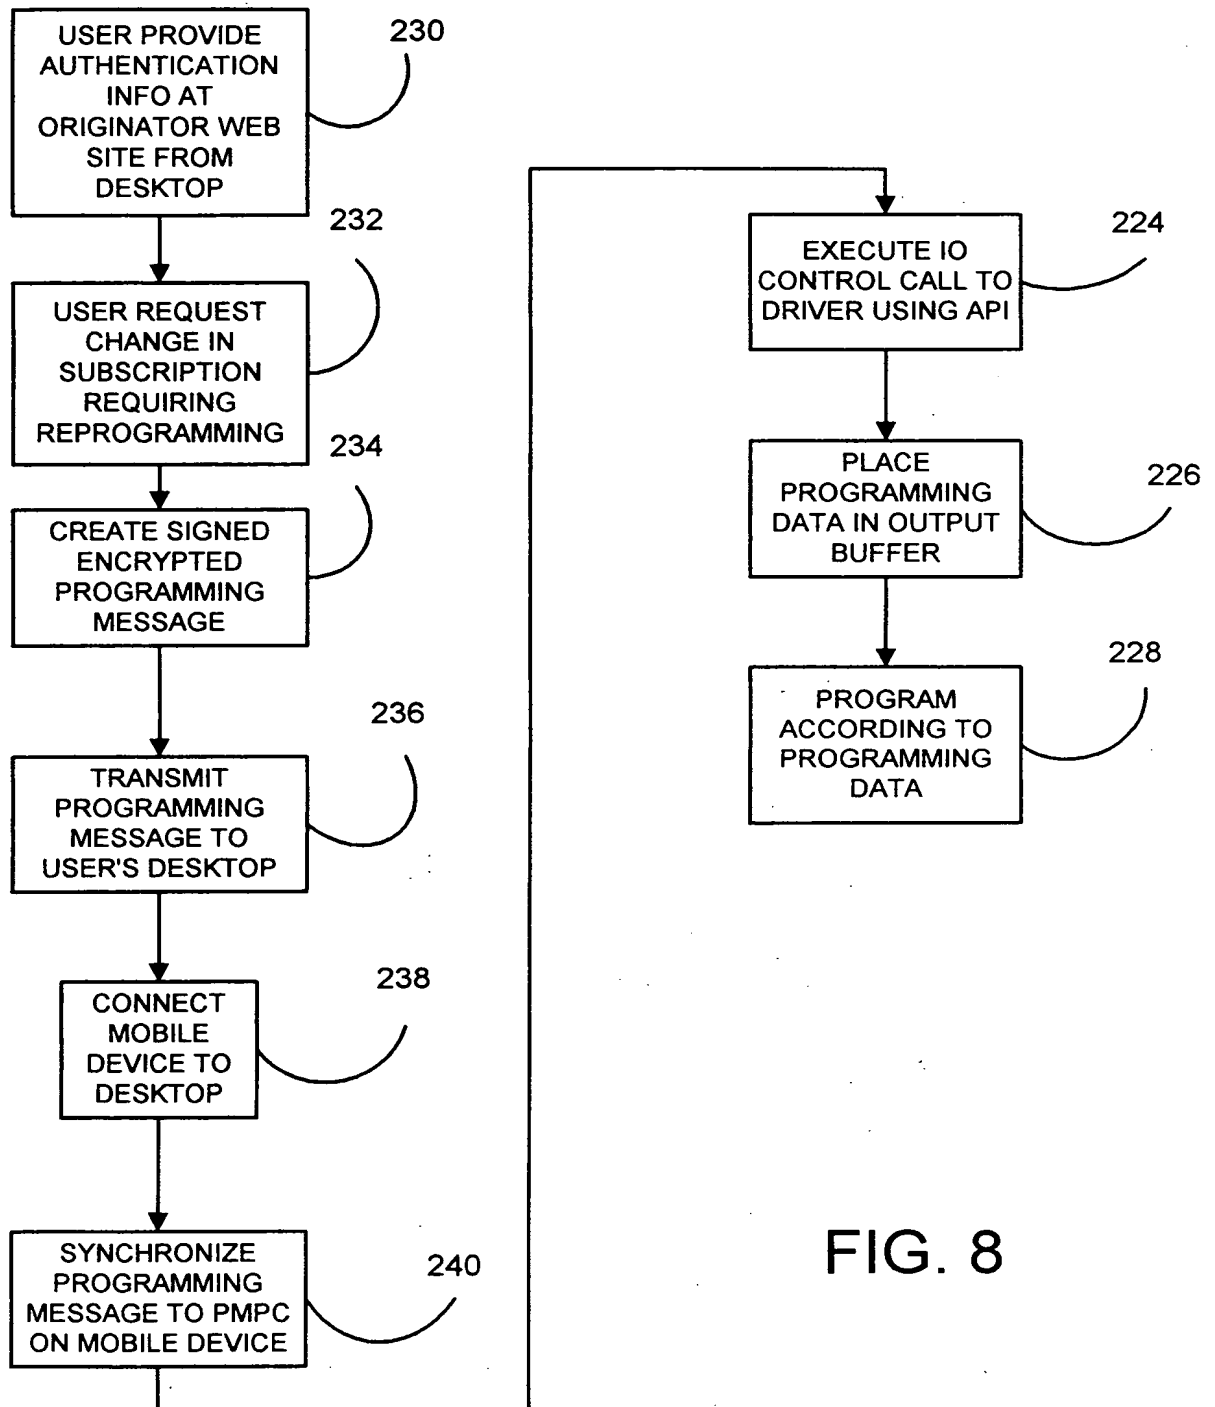 USER PROVIDE
AUTHENTICATION
INFO AT
ORIGINATOR WEB
SITE FROM
DESKTOP
230
232
USER REQUEST
CHANGE IN
SUBSCRIPTION
REQUIRING
REPROGRAMMING
234
CREATE SIGNED
ENCRYPTED
PROGRAMMING
MESSAGE
236
TRANSMIT
PROGRAMMING
MESSAGE TO
USER'S DESKTOP
238
CONNECT
MOBILE
DEVICE TO
DESKTOP
240
SYNCHRONIZE
PROGRAMMING
MESSAGE TO PMPC
ON MOBILE DEVICE
224
EXECUTE IO
CONTROL CALL TO
DRIVER USING API
226
PLACE
PROGRAMMING
DATA IN OUTPUT
BUFFER
228
PROGRAM
ACCORDING TO
PROGRAMMING
DATA
FIG. 8